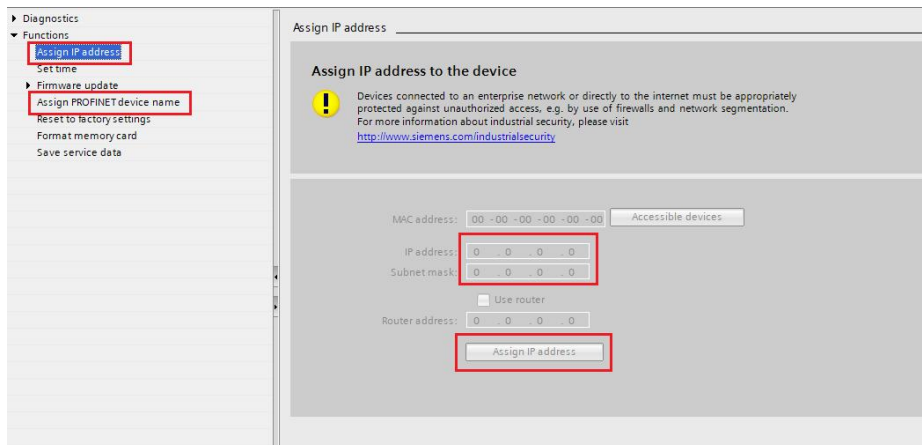 Diagnostics
Functions
Assign IP address
Set time
Firmware update
Assign PROFINET device name
Reset to factory settings
Format memory card
Save service data
Assign IP address
Assign IP address to the device
Devices connected to an enterprise network or directly to the internet must be appropriately
protected against unauthorized access, e.g. by use of firewalls and network segmentation.
For more information about industrial security, please visit
http://www.siemens.com/industrialsecurity
MAC address: 00 -00 -00 -00 -00 -00 Accessible devices
IP address: 0 . 0 . 0 . 0
Subnet mask: 0 . 0 . 0 . 0
Use router
Router address: 0 . 0 . 0 . 0
Assign IP address